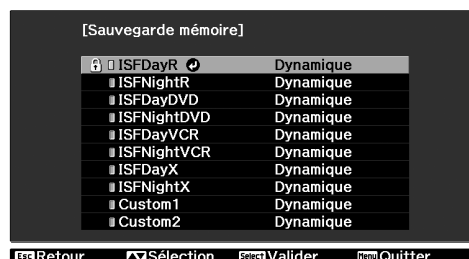 [Sauvegarde mémoire]
ISFDayR Dynamique
ISFNightR Dynamique
ISFDayDVD Dynamique
ISFNightDVD Dynamique
ISFDayVCR Dynamique
ISFNightVCR Dynamique
ISFDayX Dynamique
ISFNightX Dynamique
Custom1 Dynamique
Custom2 Dynamique
Esc Retour Sélection Select Valider Menu Quitter